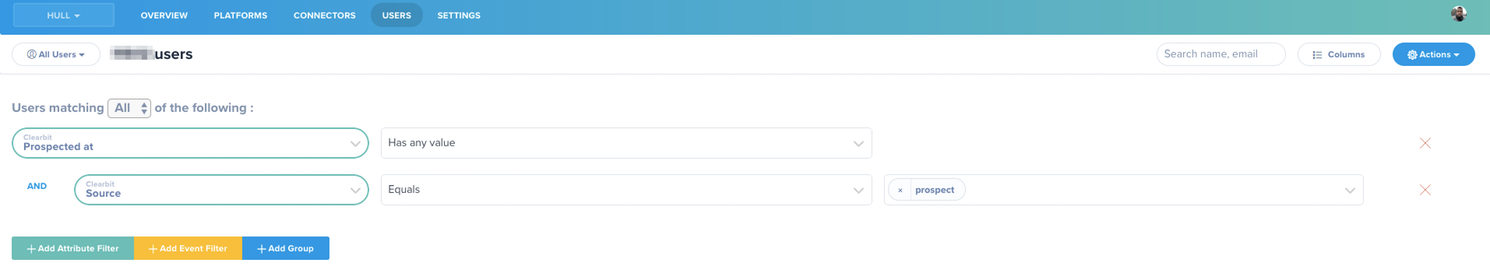 HULL OVERVIEW PLATFORMS CONNECTORS USERS SETTINGS
All Users users Search name, email Columns Actions
Users matching All of the following :
Clearbit
Prospected at Has any value
AND Clearbit
Source Equals × prospect
+ Add Attribute Filter + Add Event Filter + Add Group